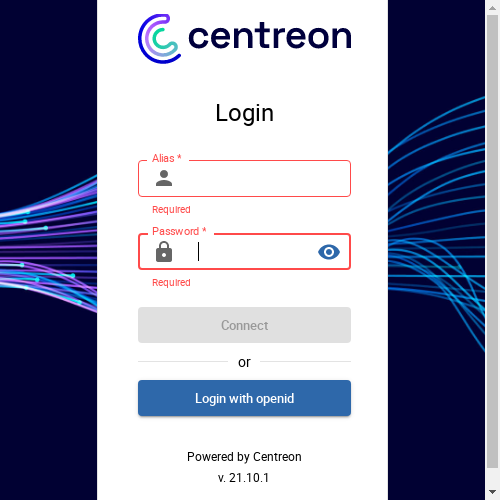 centreon
Login
Alias *
Required
Password *
Required
Connect
or
Login with openid
Powered by Centreon
v. 21.10.1